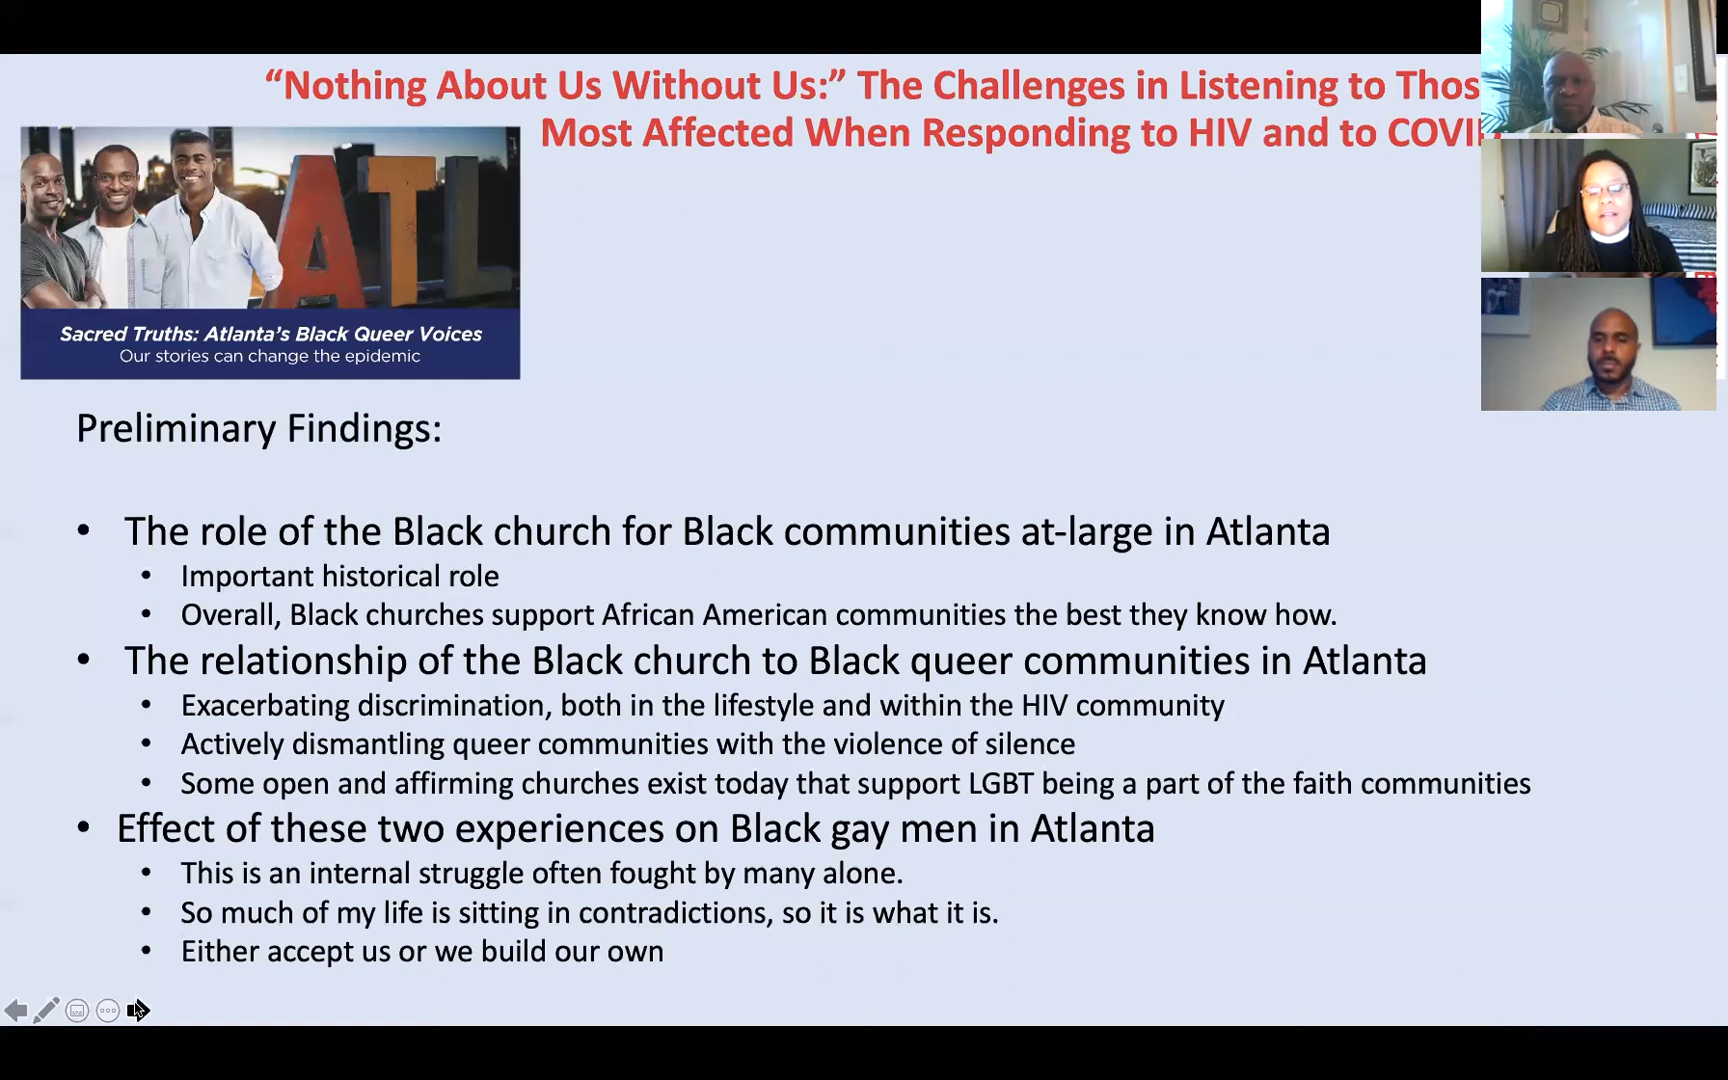 “Nothing About Us Without Us:” The Challenges in Listening to
Most Affected When Responding to HIV and to
ATL
Sacred Truths: Atlanta’s Black Queer Voices
Our stories can change the epidemic
Preliminary Findings:
• The role of the Black church for Black communities at-large in Atlanta
• Important historical role
• Overall, Black churches support African American communities the best they know how.
• The relationship of the Black church to Black queer communities in Atlanta
• Exacerbating discrimination, both in the lifestyle and within the HIV community
• Actively dismantling queer communities with the violence of silence
• Some open and affirming churches exist today that support LGBT being a part of the faith communities
• Effect of these two experiences on Black gay men in Atlanta
• This is an internal struggle often fought by many alone.
• So much of my life is sitting in contradictions, so it is what it is.
• Either accept us or we build our own